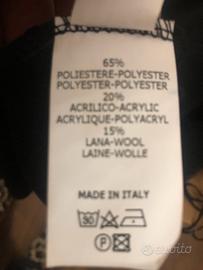 65%
POLIESTERE-POLYESTER
POLYESTER-POLYESTER
20%
ACRILICO-ACRYLIC
ACRYLIQUE-POLYACRYL
15%
LANA-WOOL
LAINE-WOLLE
MADE IN ITALY
30
P
subito